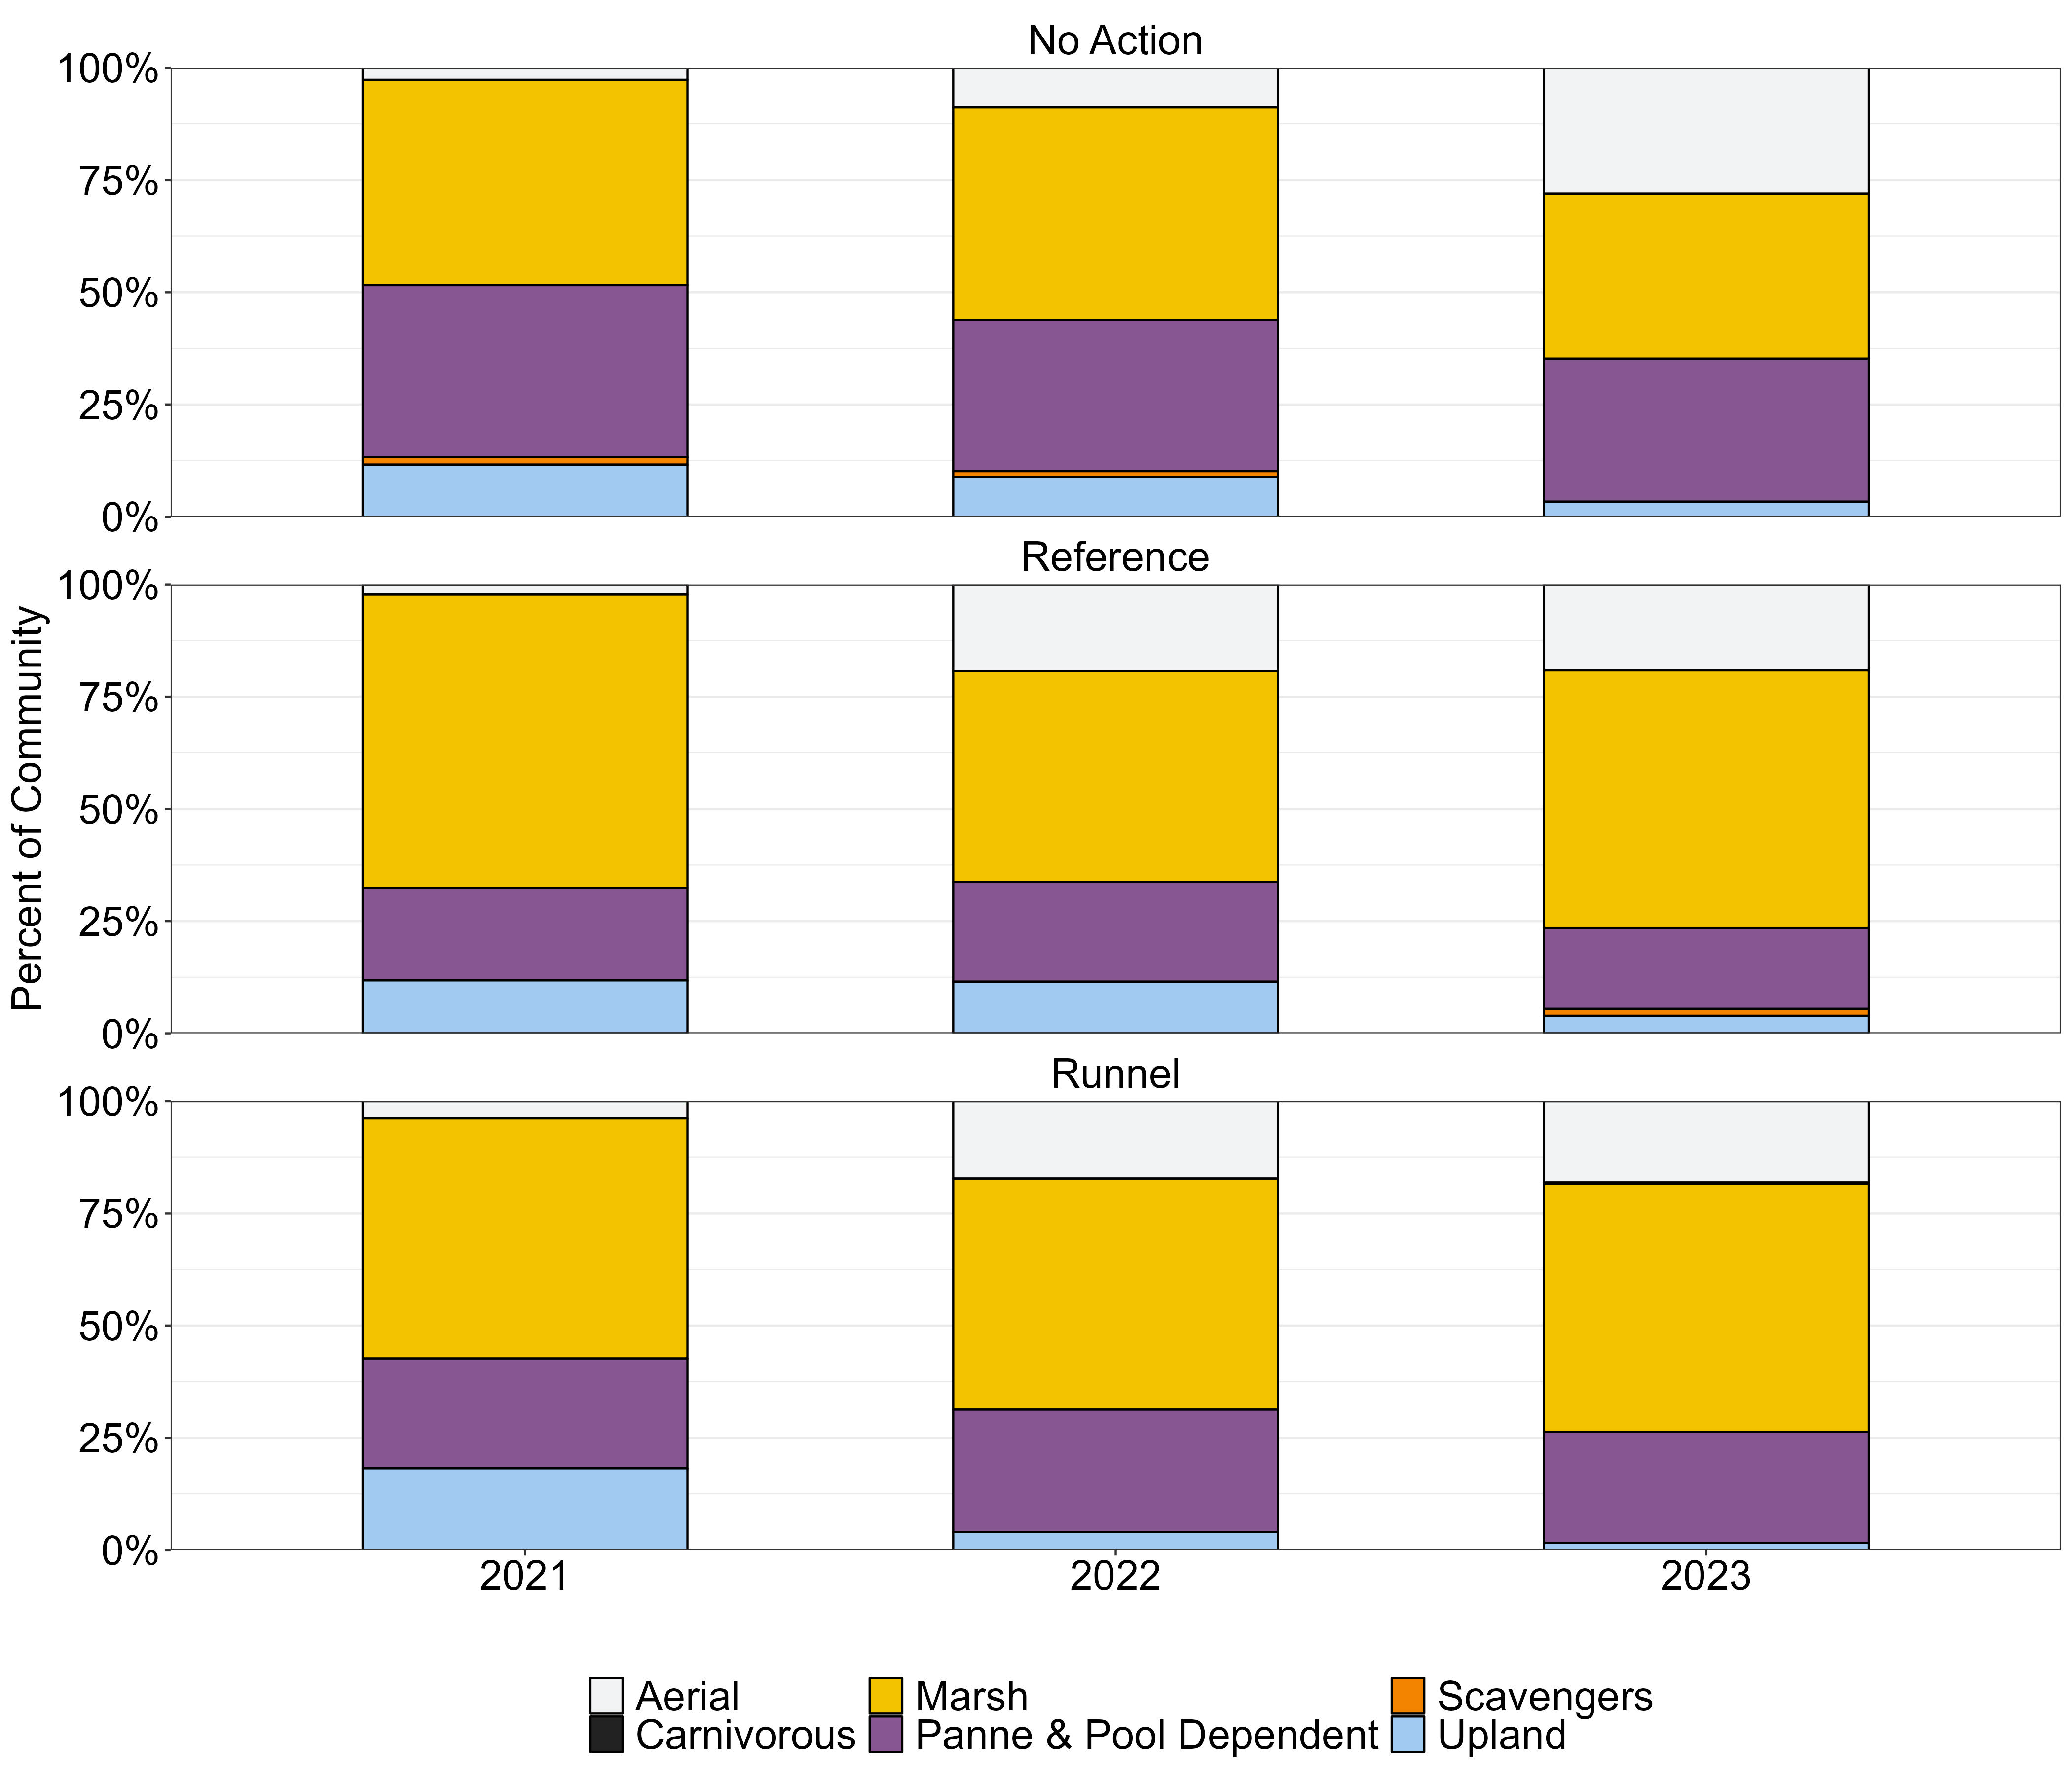 No Action
100%
75%
50%
25%
0%
Reference
100%
75%
50%
25%
0%
Percent of Community
Runnel
100%
75%
50%
25%
0%
2021 2022 2023
Aerial Marsh Scavengers
Carnivorous Panne & Pool Dependent Upland